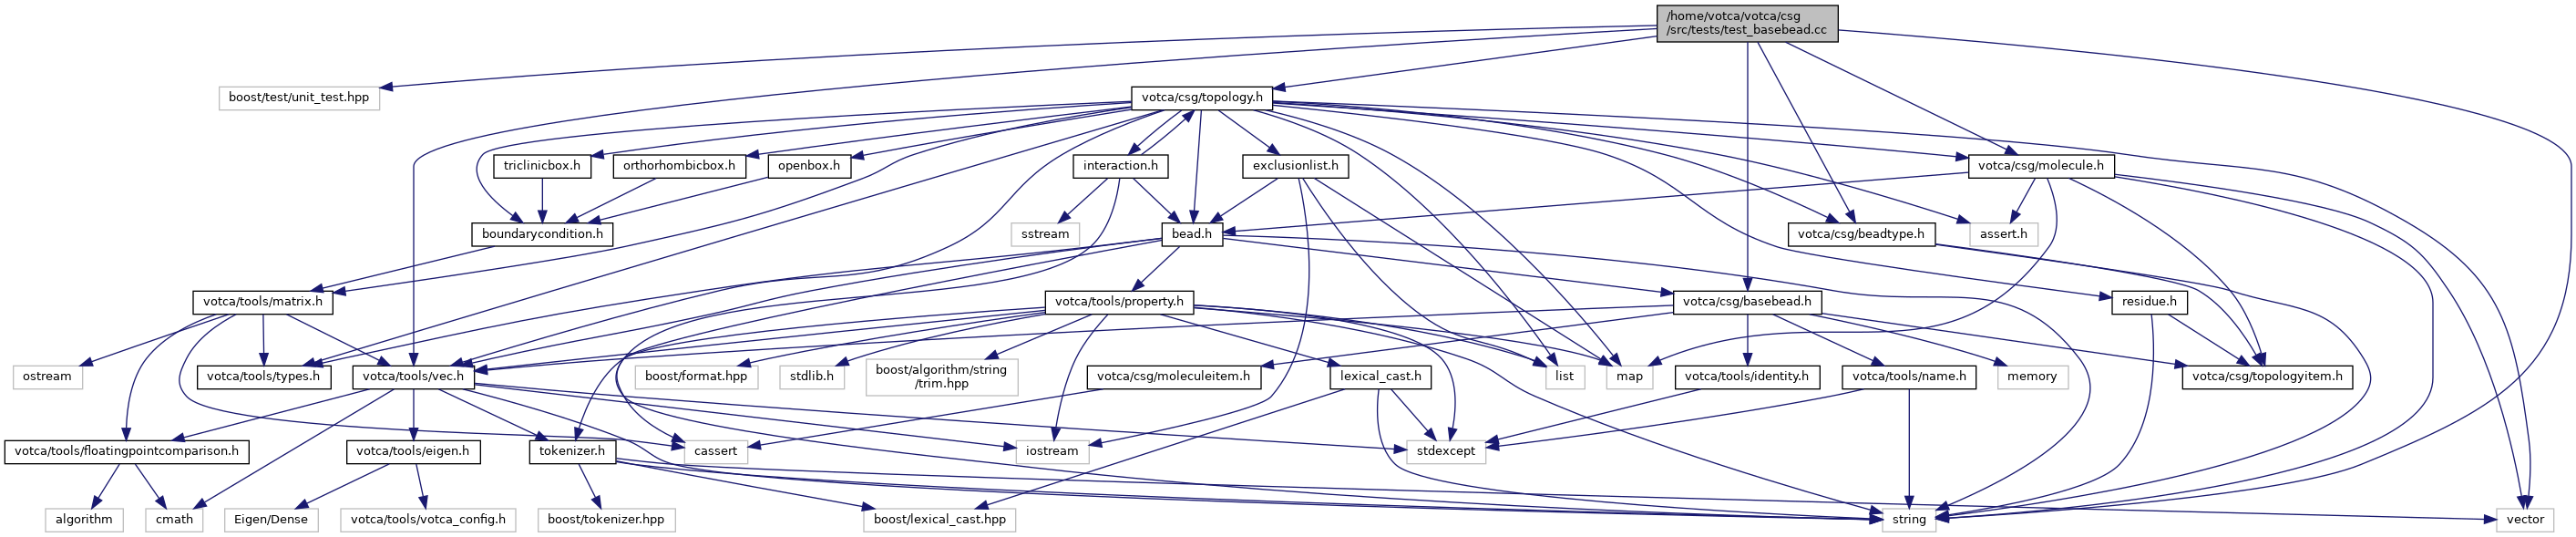 /home/votca/votca/csg
/src/tests/test_basebead.cc
boost/test/unit_test.hpp
votca/csg/topology.h
triclinicbox.h
orthorhombicbox.h
openbox.h
interaction.h
exclusionlist.h
votca/csg/molecule.h
boundarycondition.h
sstream
bead.h
votca/csg/beadtype.h
assert.h
votca/tools/matrix.h
votca/tools/property.h
votca/csg/basebead.h
residue.h
ostream
votca/tools/types.h
votca/tools/vec.h
boost/format.hpp
stdlib.h
boost/algorithm/string
/trim.hpp
votca/csg/moleculeitem.h
lexical_cast.h
list
map
votca/tools/identity.h
votca/tools/name.h
memory
votca/csg/topologyitem.h
votca/tools/floatingpointcomparison.h
votca/tools/eigen.h
tokenizer.h
cassert
iostream
stdexcept
algorithm
cmath
Eigen/Dense
votca/tools/votca_config.h
boost/tokenizer.hpp
boost/lexical_cast.hpp
string
vector